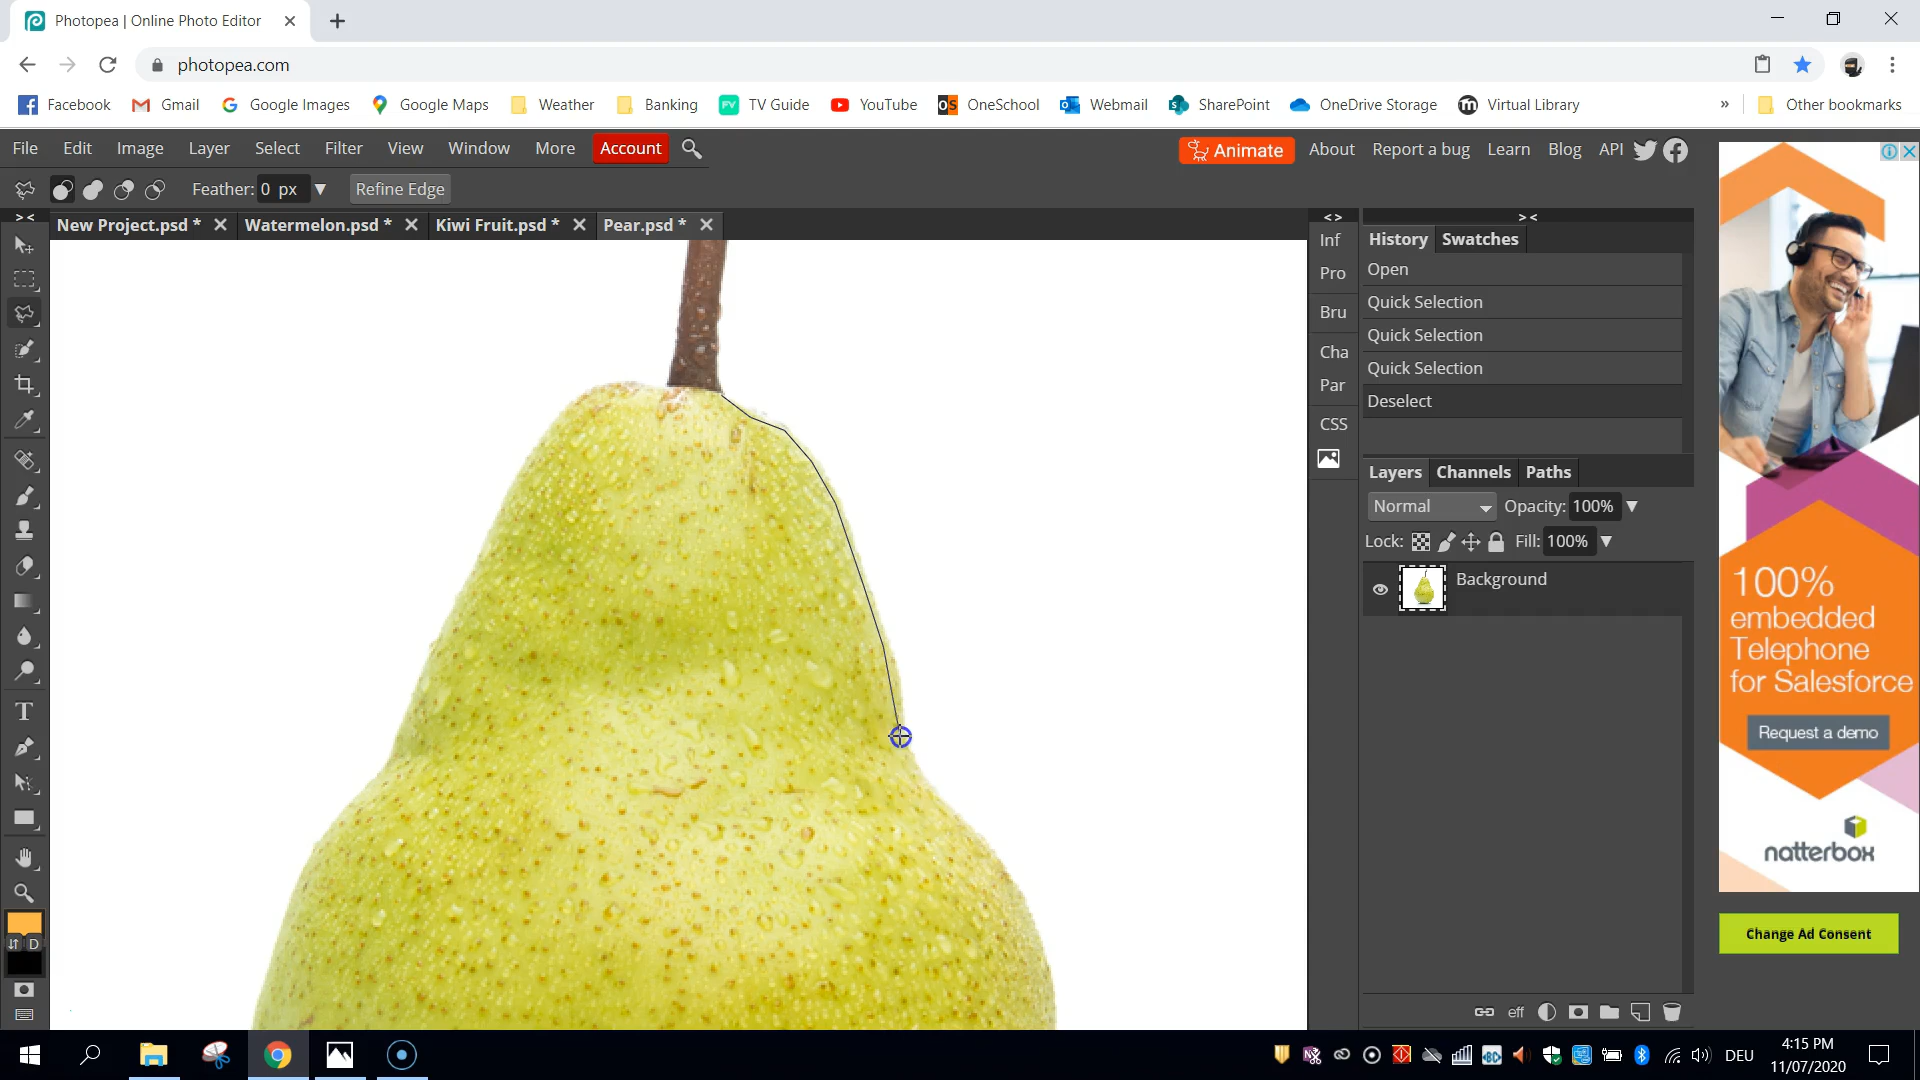 Photopea | Online Photo Editor
photopea.com
Facebook Gmail Google Images Google Maps Weather Banking FV TV Guide YouTube OS OneSchool Webmail SharePoint OneDrive Storage Virtual Library » Other bookmarks
File Edit Image Layer Select Filter View Window More Account
Animate About Report a bug Learn Blog API
Feather: 0 px Refine Edge
New Project.psd * Watermelon.psd * Kiwi Fruit.psd * Pear.psd *
Inf
Pro
Bru
Cha
Par
CSS
History Swatches
Open
Quick Selection
Quick Selection
Quick Selection
Deselect
Layers Channels Paths
Normal Opacity: 100%
Lock: Fill: 100%
Background
eff
T
D
100%
embedded
Telephone
for Salesforce
Request a demo
natterbox
Change Ad Consent
DEU
4:15 PM
11/07/2020